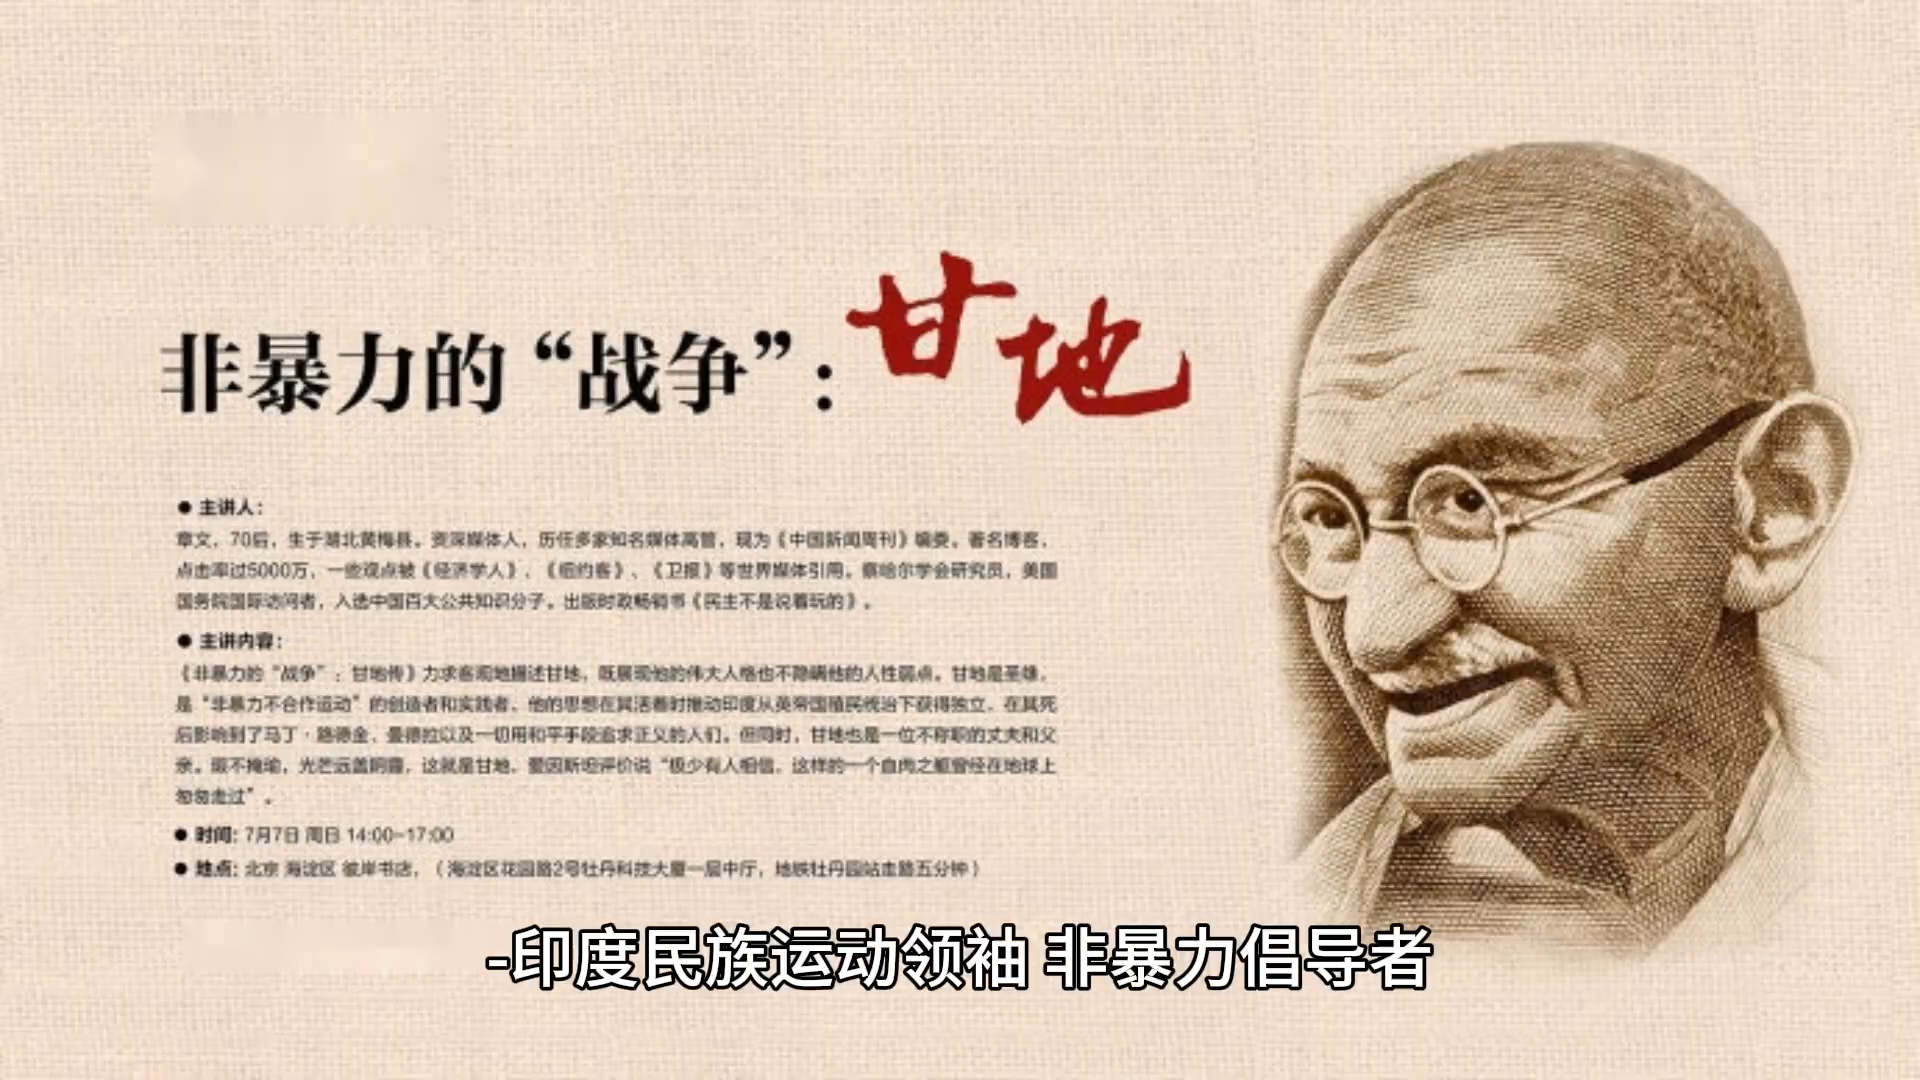 非暴力的“战争”：甘地
● 主讲人：
章文，70后，生于湖北黄梅县。资深媒体人，历任多家知名媒体高管，现为《中国新闻周刊》编委。著名博客，
点击率过5000万，一些观点被《经济学人》、《纽约客》、《卫报》等世界媒体引用。察哈尔学会研究员，美国
国务院国际访问者，入选中国百大公共知识分子。出版时政畅销书《民主不是说着玩的》。
● 主讲内容：
《非暴力的“战争”：甘地传》力求客观地描述甘地，既展现他的伟大人格也不隐瞒他的人性弱点。甘地是圣雄，
是“非暴力不合作运动”的创造者和实践者，他的思想在其活着时推动印度从英帝国殖民统治下获得独立，在其死
后影响到了马丁·路德金、曼德拉以及一切用和平手段追求正义的人们。但同时，甘地也是一位不称职的丈夫和父
亲。瑕不掩瑜，光芒远盖阴霾，这就是甘地，爱因斯坦评价说“极少有人相信，这样的一个血肉之躯曾经在地球上
匆匆走过”。
● 时间: 7月7日 周日 14:00-17:00
● 地点: 北京 海淀区 彼岸书店，（海淀区花园路2号牡丹科技大厦一层中厅，地铁牡丹园站走路五分钟）
-印度民族运动领袖 非暴力倡导者